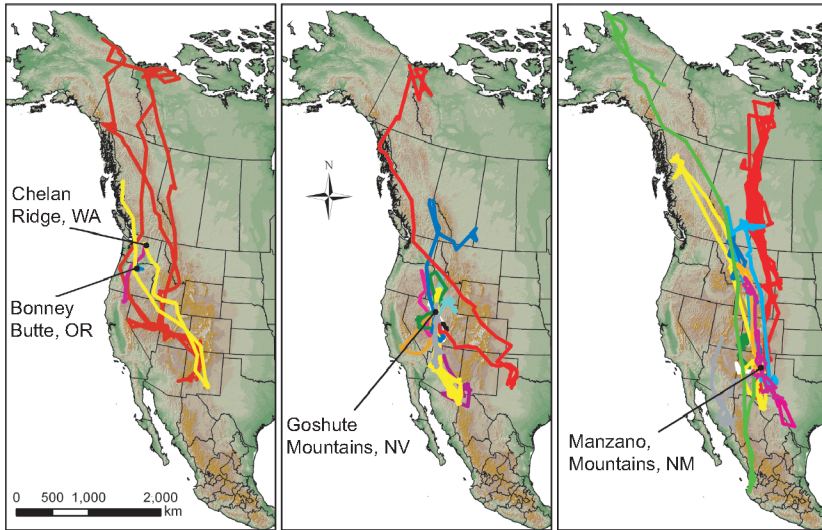 Chelan
Ridge, WA
Bonney
Butte, OR
0 500 1,000 2,000
km
N
Goshute
Mountains, NV
Manzano,
Mountains, NM